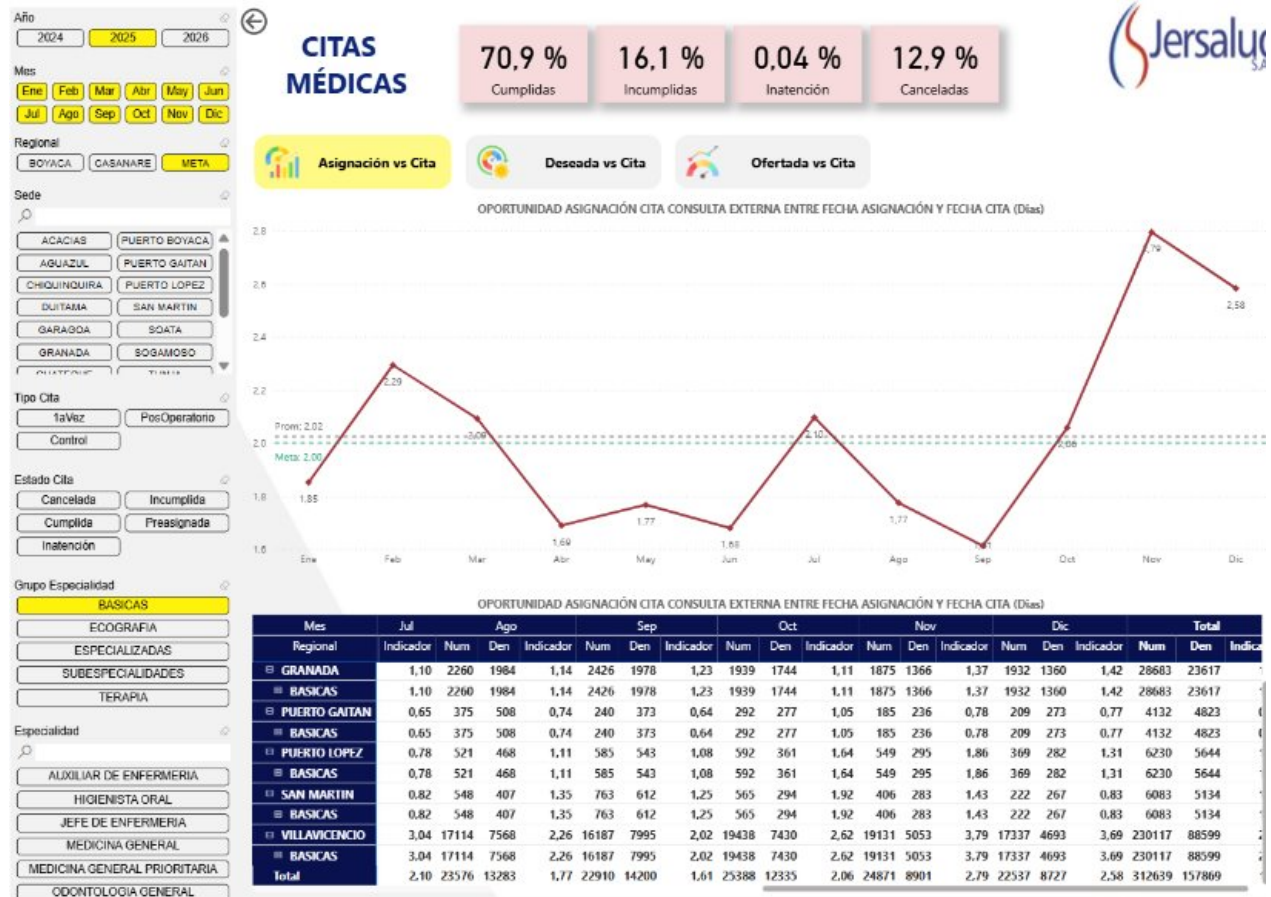 Año
2024 2025 2026
Mes
Ene Feb Mar Abr May Jun
Jul Ago Sep Oct Nov Dic
Regional
BOYACA CASANARE META
Sede
ACACIAS PUERTO BOYACA
AGUAZUL PUERTO GAITAN
CHIQUINQUIRA PUERTO LOPEZ
DUITAMA SAN MARTIN
GARAGOA SOATA
GRANADA SOGAMOSO
Tipo Cita
1aVez PosOperatorio
Control
Estado Cita
Cancelada Incumplida
Cumplida Preasignada
Inatención
Grupo Especialidad
BASICAS
ECOGRAFIA
ESPECIALIZADAS
SUBESPECIALIDADES
TERAPIA
Especialidad
AUXILIAR DE ENFERMERIA
HIGIENISTA ORAL
JEFE DE ENFERMERIA
MEDICINA GENERAL
MEDICINA GENERAL PRIORITARIA
ODONTOLOGIA GENERAL
CITAS
MÉDICAS
70,9 % 16,1 % 0,04 % 12,9 %
Cumplidas Incumplidas Inatención Canceladas
Jersalud
S.A
Asignación vs Cita Deseada vs Cita Ofertada vs Cita
OPORTUNIDAD ASIGNACIÓN CITA CONSULTA EXTERNA ENTRE FECHA ASIGNACIÓN Y FECHA CITA (Días)
2.8
2,79
2.6
2,58
2.4
2,29
2.2
Prom: 2.02
2,09 2,10 2,06
2.0
Meta: 2.00
1.8
1,85 1,77 1,77
1,69 1,68
1.6
Ene Feb Mar Abr May Jun Jul Ago Sep Oct Nov Dic
OPORTUNIDAD ASIGNACIÓN CITA CONSULTA EXTERNA ENTRE FECHA ASIGNACIÓN Y FECHA CITA (Días)
Mes Jul Ago Sep Oct Nov Dic Total
Regional Indicador Num Den Indicador Num Den Indicador Num Den Indicador Num Den Indicador Num Den Indicador Num Den Indica
GRANADA 1,10 2260 1984 1,14 2426 1978 1,23 1939 1744 1,11 1875 1366 1,37 1932 1360 1,42 28683 23617
BASICAS 1,10 2260 1984 1,14 2426 1978 1,23 1939 1744 1,11 1875 1366 1,37 1932 1360 1,42 28683 23617
PUERTO GAITAN 0,65 375 508 0,74 240 373 0,64 292 277 1,05 185 236 0,78 209 273 0,77 4132 4823
BASICAS 0,65 375 508 0,74 240 373 0,64 292 277 1,05 185 236 0,78 209 273 0,77 4132 4823
PUERTO LOPEZ 0,78 521 468 1,11 585 543 1,08 592 361 1,64 549 295 1,86 369 282 1,31 6230 5644
BASICAS 0,78 521 468 1,11 585 543 1,08 592 361 1,64 549 295 1,86 369 282 1,31 6230 5644
SAN MARTIN 0,82 548 407 1,35 763 612 1,25 565 294 1,92 406 283 1,43 222 267 0,83 6083 5134
BASICAS 0,82 548 407 1,35 763 612 1,25 565 294 1,92 406 283 1,43 222 267 0,83 6083 5134
VILLAVICENCIO 3,04 17114 7568 2,26 16187 7995 2,02 19438 7430 2,62 19131 5053 3,79 17337 4693 3,69 230117 88599
BASICAS 3,04 17114 7568 2,26 16187 7995 2,02 19438 7430 2,62 19131 5053 3,79 17337 4693 3,69 230117 88599
Total 2,10 23576 13283 1,77 22910 14200 1,61 25388 12335 2,06 24871 8901 2,79 22537 8727 2,58 312639 157869